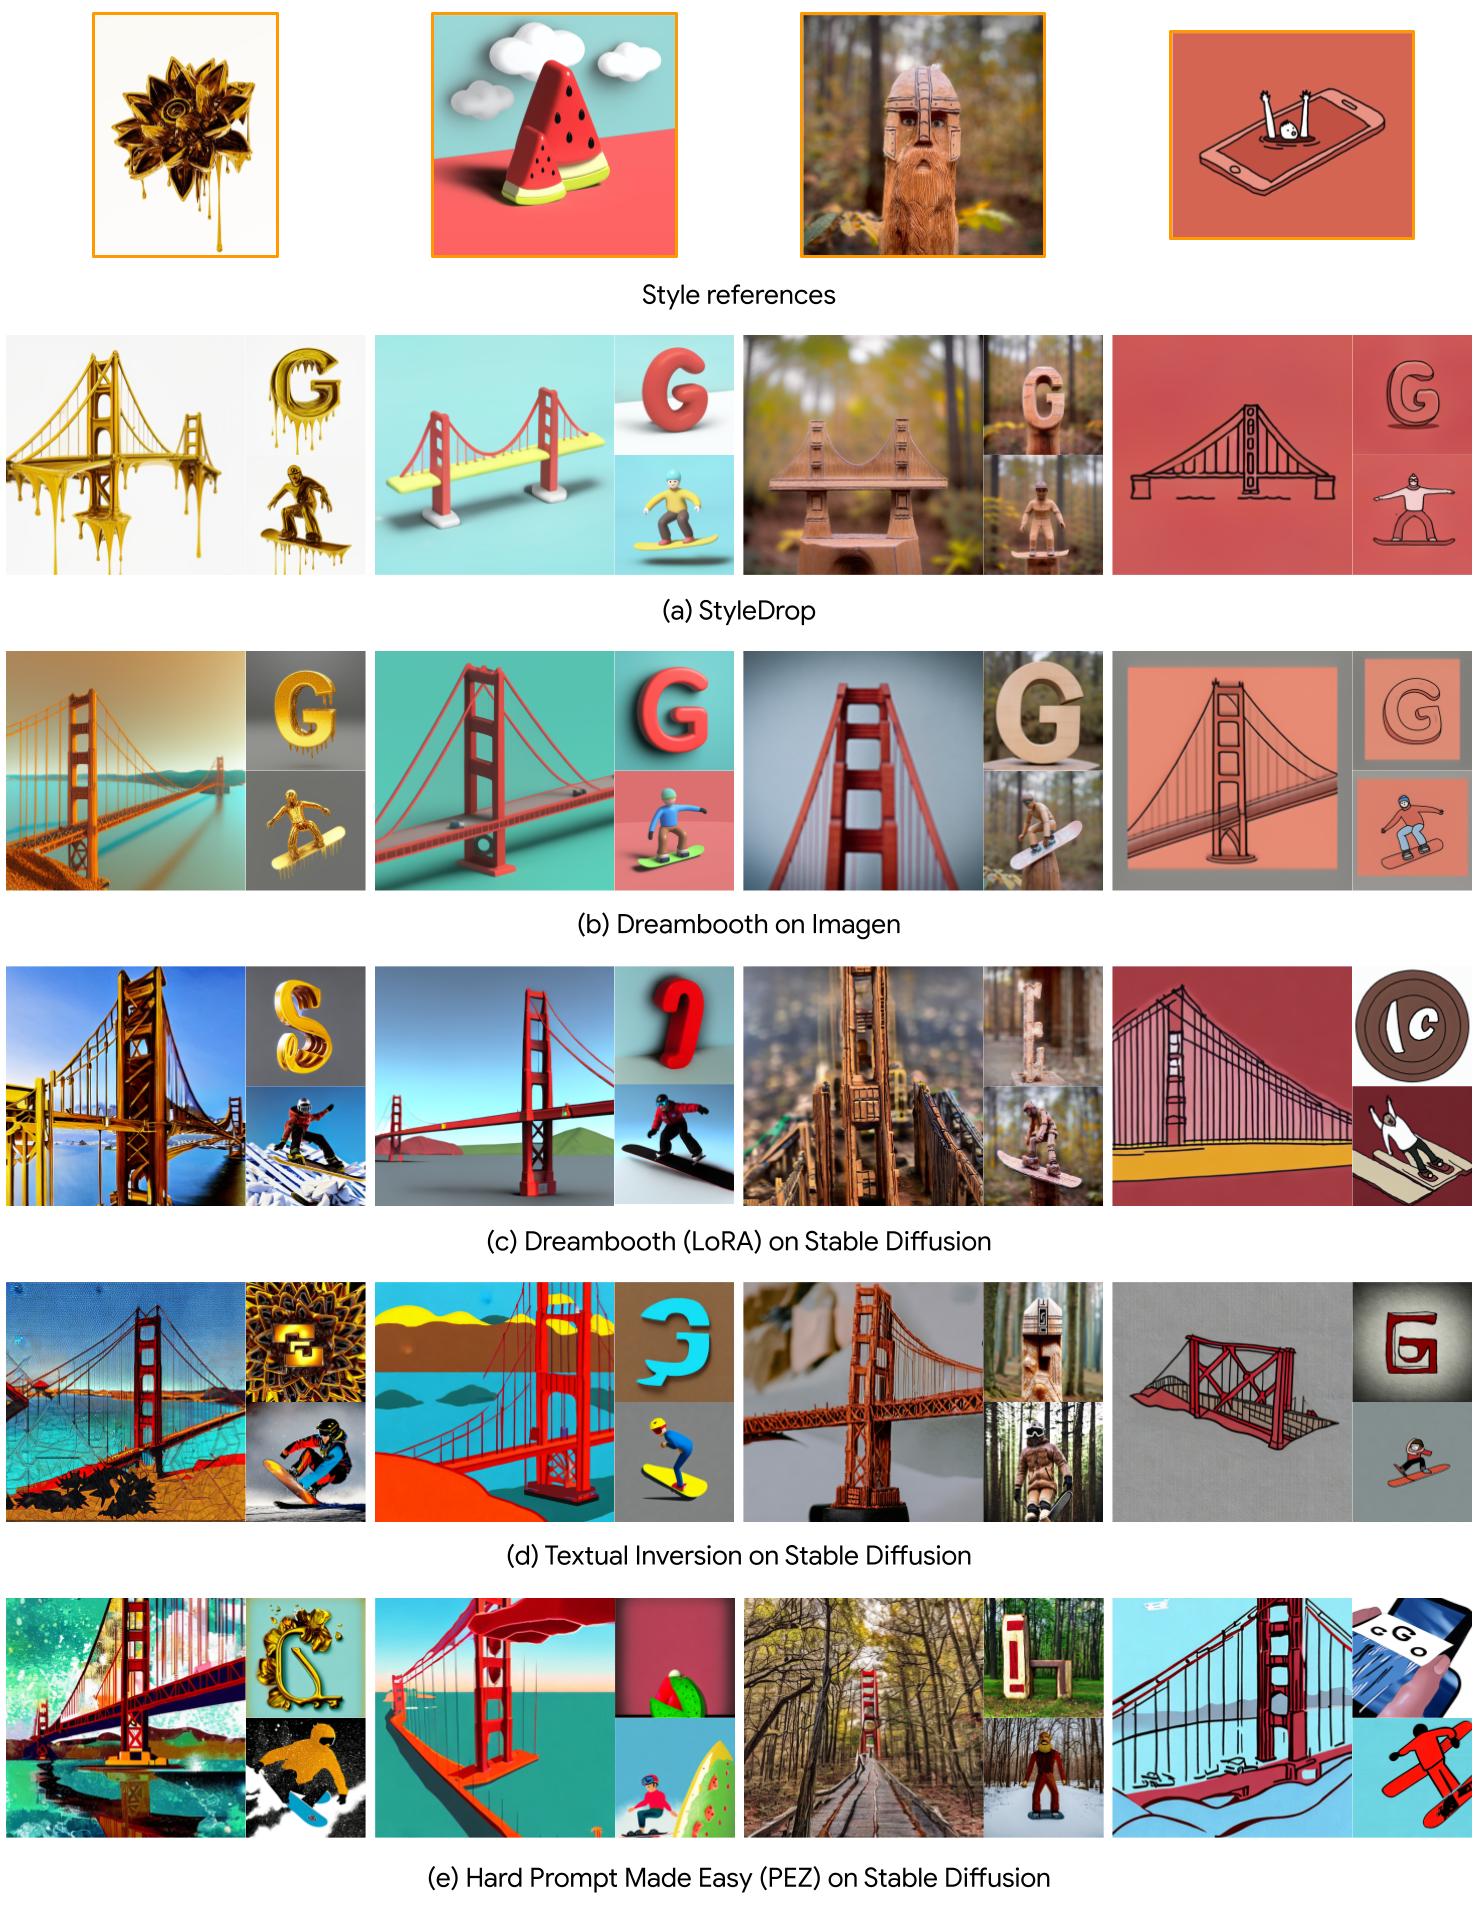 Style references
G
G
G
G
(a) StyleDrop
G
G
G
G
(b) Dreambooth on Imagen
S
c
(c) Dreambooth (LoRA) on Stable Diffusion
G
(d) Textual Inversion on Stable Diffusion
G
G
(e) Hard Prompt Made Easy (PEZ) on Stable Diffusion